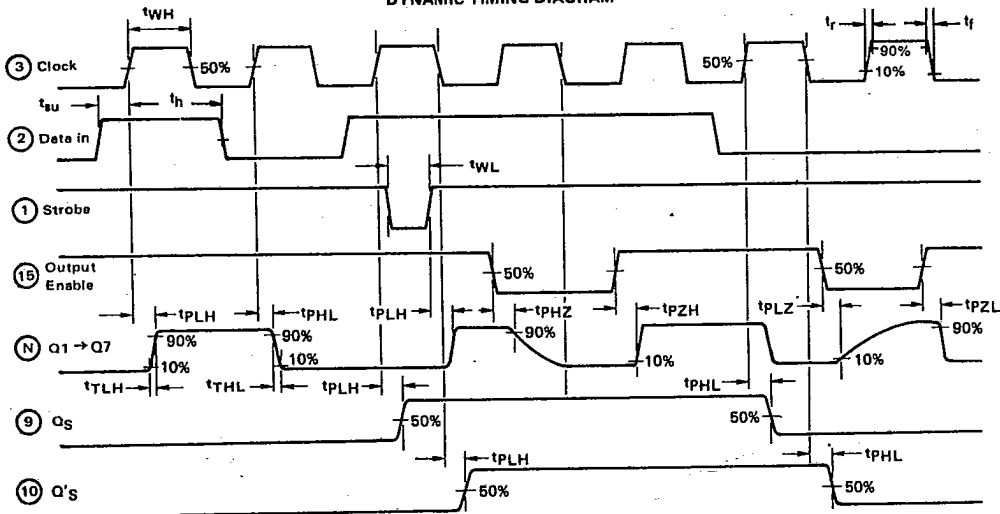 DYNAMIC TIMING DIAGRAM
tWH
tr
tf
3 Clock
50%
50%
90%
10%
tsu
th
2 Data in
tWL
1 Strobe
15 Output Enable
50%
50%
tPLH
tPHL
tPLH
tPHZ
tPZH
tPLZ
tPZL
N Q1→Q7
90%
90%
90%
90%
10%
10%
10%
10%
tTLH
tTHL
tPLH
tPHL
9 QS
50%
50%
tPLH
tPHL
10 Q'S
50%
50%